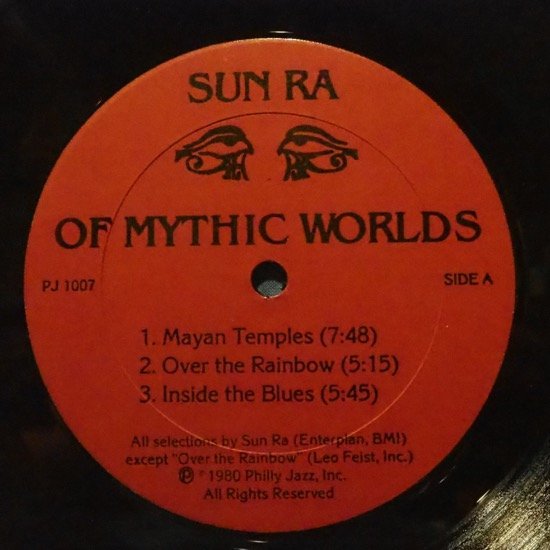 SUN RA
OF MYTHIC WORLDS
PJ 1007
SIDE A
1. Mayan Temples (7:48)
2. Over the Rainbow (5:15)
3. Inside the Blues (5:45)
All selections by Sun Ra (Enterplan, BMI)
except "Over the Rainbow" (Leo Feist, Inc.)
℗ ©1980 Philly Jazz, Inc.
All Rights Reserved